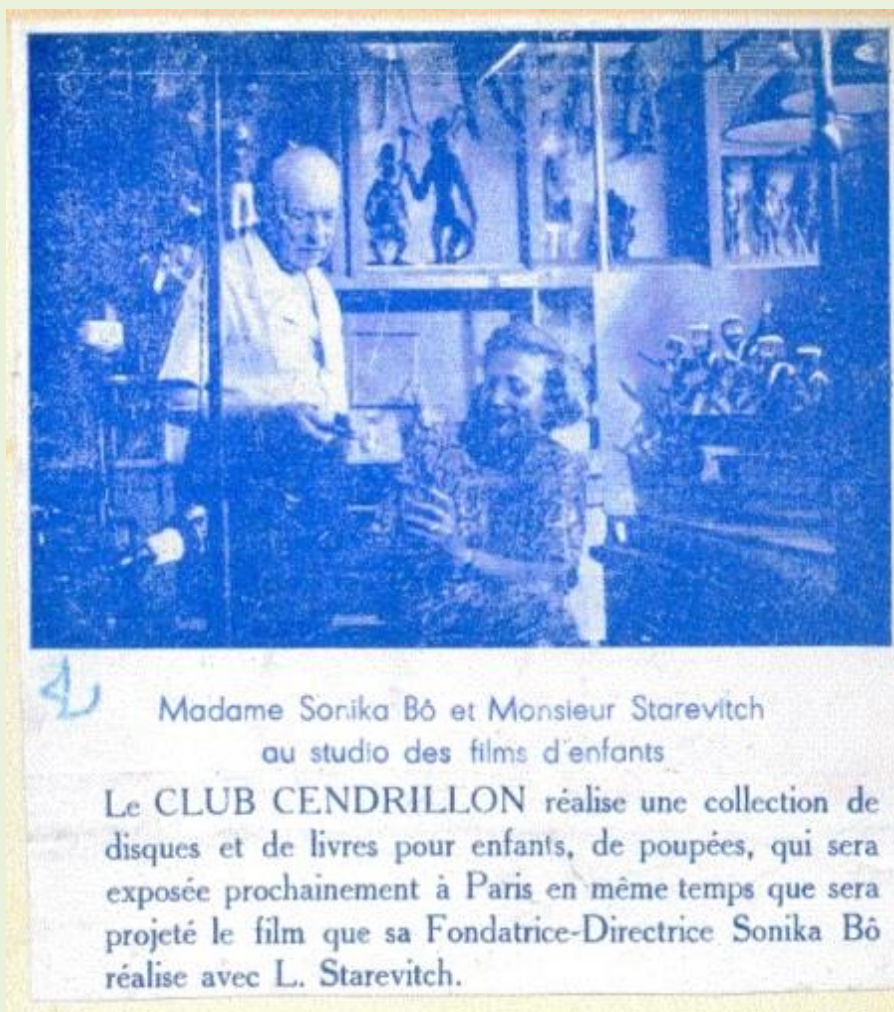 Madame Sonika Bô et Monsieur Starevitch
au studio des films d'enfants
Le CLUB CENDRILLON réalise une collection de
disques et de livres pour enfants, de poupées, qui sera
exposée prochainement à Paris en même temps que sera
projeté le film que sa Fondatrice-Directrice Sonika Bô
réalise avec L. Starevitch.